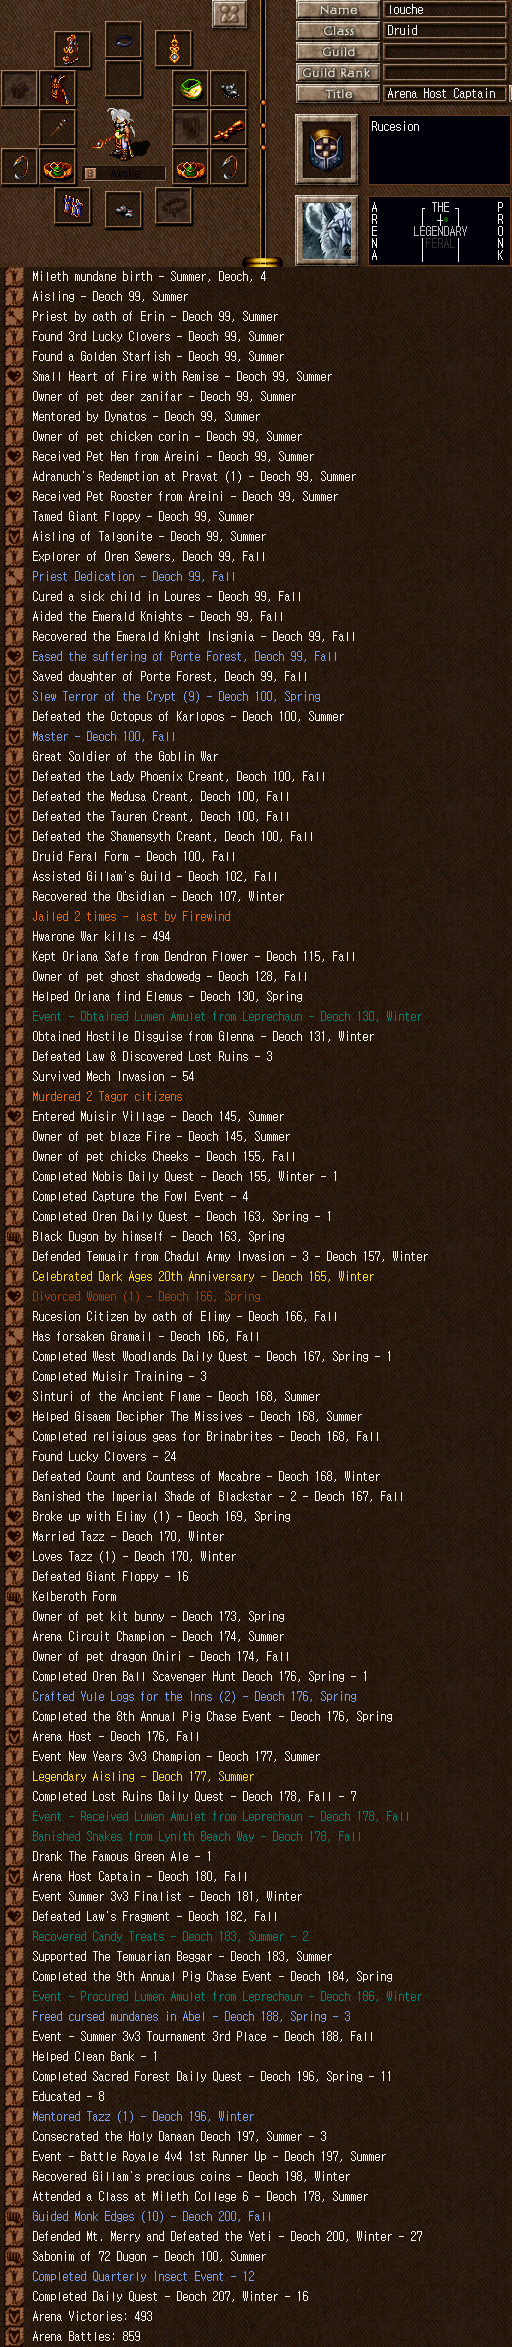 Name
louche
Class
Druid
Guild
Guild Rank
Title
Arena Host Captain
Rucesion
Awake
ARENA
THE
LEGENDARY
FERAL
PRONK
Mileth mundane birth - Summer, Deoch, 4
Aisling - Deoch 99, Summer
Priest by oath of Erin - Deoch 99, Summer
Found 3rd Lucky Clovers - Deoch 99, Summer
Found a Golden Starfish - Deoch 99, Summer
Small Heart of Fire with Remise - Deoch 99, Summer
Owner of pet deer zanifar - Deoch 99, Summer
Mentored by Dynatos - Deoch 99, Summer
Owner of pet chicken corin - Deoch 99, Summer
Received Pet Hen from Areini - Deoch 99, Summer
Adranuch's Redemption at Pravat (1) - Deoch 99, Summer
Received Pet Rooster from Areini - Deoch 99, Summer
Tamed Giant Floppy - Deoch 99, Summer
Aisling of Talgonite - Deoch 99, Summer
Explorer of Oren Sewers, Deoch 99, Fall
Priest Dedication - Deoch 99, Fall
Cured a sick child in Loures - Deoch 99, Fall
Aided the Emerald Knights - Deoch 99, Fall
Recovered the Emerald Knight Insignia - Deoch 99, Fall
Eased the suffering of Porte Forest, Deoch 99, Fall
Saved daughter of Porte Forest, Deoch 99, Fall
Slew Terror of the Crypt (9) - Deoch 100, Spring
Defeated the Octopus of Karlopos - Deoch 100, Summer
Master - Deoch 100, Fall
Great Soldier of the Goblin War
Defeated the Lady Phoenix Creant, Deoch 100, Fall
Defeated the Medusa Creant, Deoch 100, Fall
Defeated the Tauren Creant, Deoch 100, Fall
Defeated the Shamensyth Creant, Deoch 100, Fall
Druid Feral Form - Deoch 100, Fall
Assisted Gillam's Guild - Deoch 102, Fall
Recovered the Obsidian - Deoch 107, Winter
Jailed 2 times - last by Firewind
Hwarone War kills - 494
Kept Oriana Safe from Dendron Flower - Deoch 115, Fall
Owner of pet ghost shadowedg - Deoch 128, Fall
Helped Oriana find Elemus - Deoch 130, Spring
Event - Obtained Lumen Amulet from Leprechaun - Deoch 130, Winter
Obtained Hostile Disguise from Glenna - Deoch 131, Winter
Defeated Law & Discovered Lost Ruins - 3
Survived Mech Invasion - 54
Murdered 2 Tagor citizens
Entered Muisir Village - Deoch 145, Summer
Owner of pet blaze Fire - Deoch 145, Summer
Owner of pet chicks Cheeks - Deoch 155, Fall
Completed Nobis Daily Quest - Deoch 155, Winter - 1
Completed Capture the Fowl Event - 4
Completed Oren Daily Quest - Deoch 163, Spring - 1
Black Dugon by himself - Deoch 163, Spring
Defended Temuair from Chadul Army Invasion - 3 - Deoch 157, Winter
Celebrated Dark Ages 20th Anniversary - Deoch 165, Winter
Divorced Women (1) - Deoch 166, Spring
Rucesion Citizen by oath of Elimy - Deoch 166, Fall
Has forsaken Gramail - Deoch 166, Fall
Completed West Woodlands Daily Quest - Deoch 167, Spring - 1
Completed Muisir Training - 3
Sinturi of the Ancient Flame - Deoch 168, Summer
Helped Gisaem Decipher The Missives - Deoch 168, Summer
Completed religious geas for Brinabrites - Deoch 168, Fall
Found Lucky Clovers - 24
Defeated Count and Countess of Macabre - Deoch 168, Winter
Banished the Imperial Shade of Blackstar - 2 - Deoch 167, Fall
Broke up with Elimy (1) - Deoch 169, Spring
Married Tazz - Deoch 170, Winter
Loves Tazz (1) - Deoch 170, Winter
Defeated Giant Floppy - 16
Kelberoth Form
Owner of pet kit bunny - Deoch 173, Spring
Arena Circuit Champion - Deoch 174, Summer
Owner of pet dragon Oniri - Deoch 174, Fall
Completed Oren Ball Scavenger Hunt Deoch 176, Spring - 1
Crafted Yule Logs for the Inns (2) - Deoch 176, Spring
Completed the 8th Annual Pig Chase Event - Deoch 176, Spring
Arena Host - Deoch 176, Fall
Event New Years 3v3 Champion - Deoch 177, Summer
Legendary Aisling - Deoch 177, Summer
Completed Lost Ruins Daily Quest - Deoch 178, Fall - 7
Event - Received Lumen Amulet from Leprechaun - Deoch 178, Fall
Banished Snakes from Lynith Beach Way - Deoch 178, Fall
Drank The Famous Green Ale - 1
Arena Host Captain - Deoch 180, Fall
Event Summer 3v3 Finalist - Deoch 181, Winter
Defeated Law's Fragment - Deoch 182, Fall
Recovered Candy Treats - Deoch 183, Summer - 2
Supported The Temuarian Beggar - Deoch 183, Summer
Completed the 9th Annual Pig Chase Event - Deoch 184, Spring
Event - Procured Lumen Amulet from Leprechaun - Deoch 186, Winter
Freed cursed mundanes in Abel - Deoch 188, Spring - 3
Event - Summer 3v3 Tournament 3rd Place - Deoch 188, Fall
Helped Clean Bank - 1
Completed Sacred Forest Daily Quest - Deoch 196, Spring - 11
Educated - 8
Mentored Tazz (1) - Deoch 196, Winter
Consecrated the Holy Danaan Deoch 197, Summer - 3
Event - Battle Royale 4v4 1st Runner Up - Deoch 197, Summer
Recovered Gillam's precious coins - Deoch 198, Winter
Attended a Class at Mileth College 6 - Deoch 178, Summer
Guided Monk Edges (10) - Deoch 200, Fall
Defended Mt. Merry and Defeated the Yeti - Deoch 200, Winter - 27
Sabonim of 72 Dugon - Deoch 100, Summer
Completed Quarterly Insect Event - 12
Completed Daily Quest - Deoch 207, Winter - 16
Arena Victories: 493
Arena Battles: 859